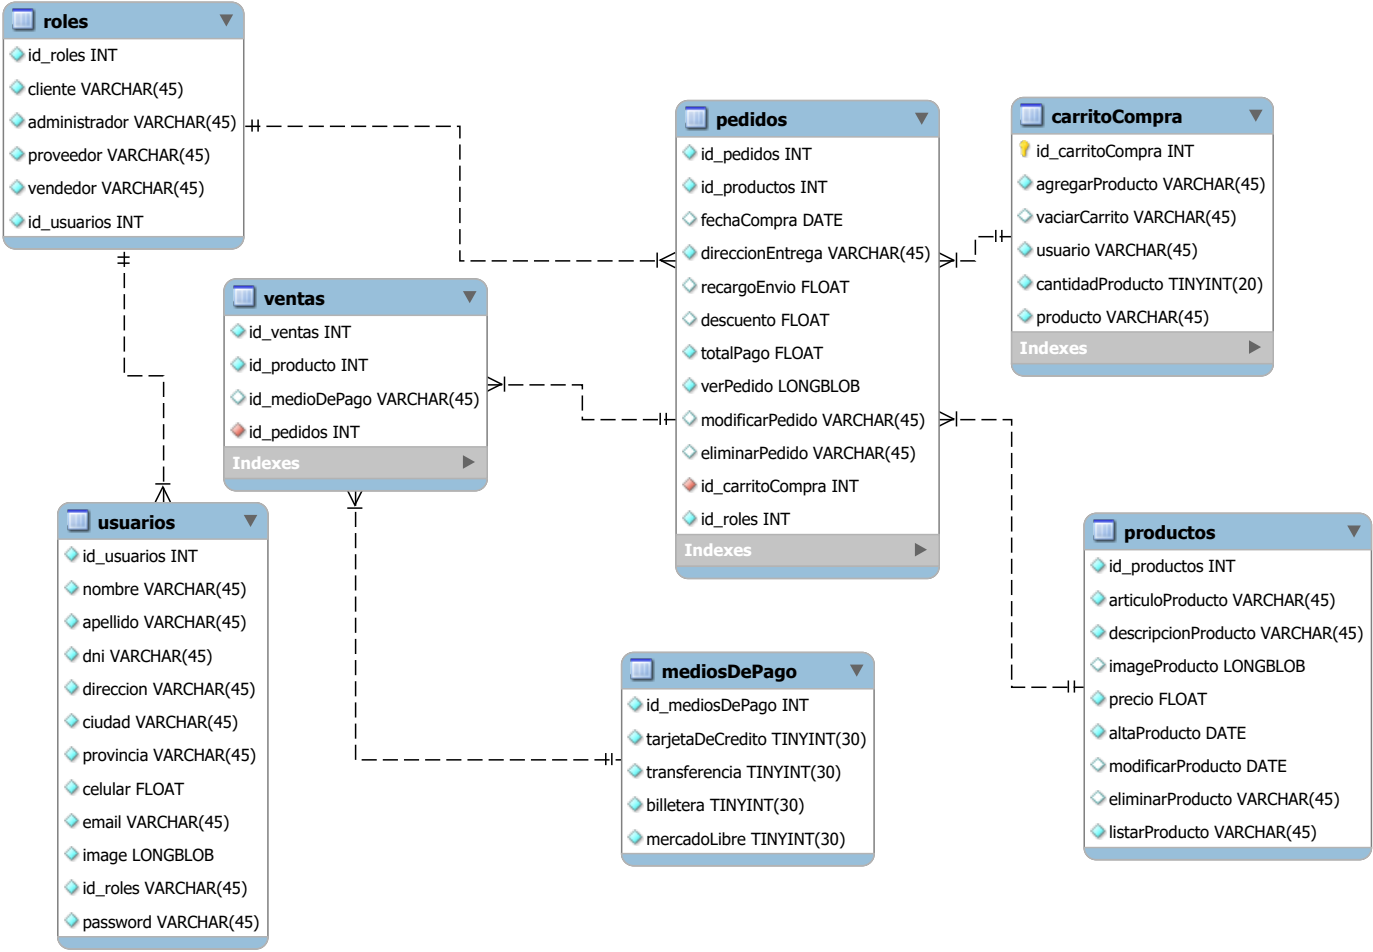 roles
id_roles INT
cliente VARCHAR(45)
administrador VARCHAR(45)
proveedor VARCHAR(45)
vendedor VARCHAR(45)
id_usuarios INT
ventas
id_ventas INT
id_producto INT
id_medioDePago VARCHAR(45)
id_pedidos INT
Indexes
usuarios
id_usuarios INT
nombre VARCHAR(45)
apellido VARCHAR(45)
dni VARCHAR(45)
direccion VARCHAR(45)
ciudad VARCHAR(45)
provincia VARCHAR(45)
celular FLOAT
email VARCHAR(45)
image LONGBLOB
id_roles VARCHAR(45)
password VARCHAR(45)
pedidos
id_pedidos INT
id_productos INT
fechaCompra DATE
direccionEntrega VARCHAR(45)
recargoEnvio FLOAT
descuento FLOAT
totalPago FLOAT
verPedido LONGBLOB
modificarPedido VARCHAR(45)
eliminarPedido VARCHAR(45)
id_carritoCompra INT
id_roles INT
Indexes
mediosDePago
id_mediosDePago INT
tarjetaDeCredito TINYINT(30)
transferencia TINYINT(30)
billetera TINYINT(30)
mercadoLibre TINYINT(30)
carritoCompra
id_carritoCompra INT
agregarProducto VARCHAR(45)
vaciarCarrito VARCHAR(45)
usuario VARCHAR(45)
cantidadProducto TINYINT(20)
producto VARCHAR(45)
Indexes
productos
id_productos INT
articuloProducto VARCHAR(45)
descripcionProducto VARCHAR(45)
imageProducto LONGBLOB
precio FLOAT
altaProducto DATE
modificarProducto DATE
eliminarProducto VARCHAR(45)
listarProducto VARCHAR(45)